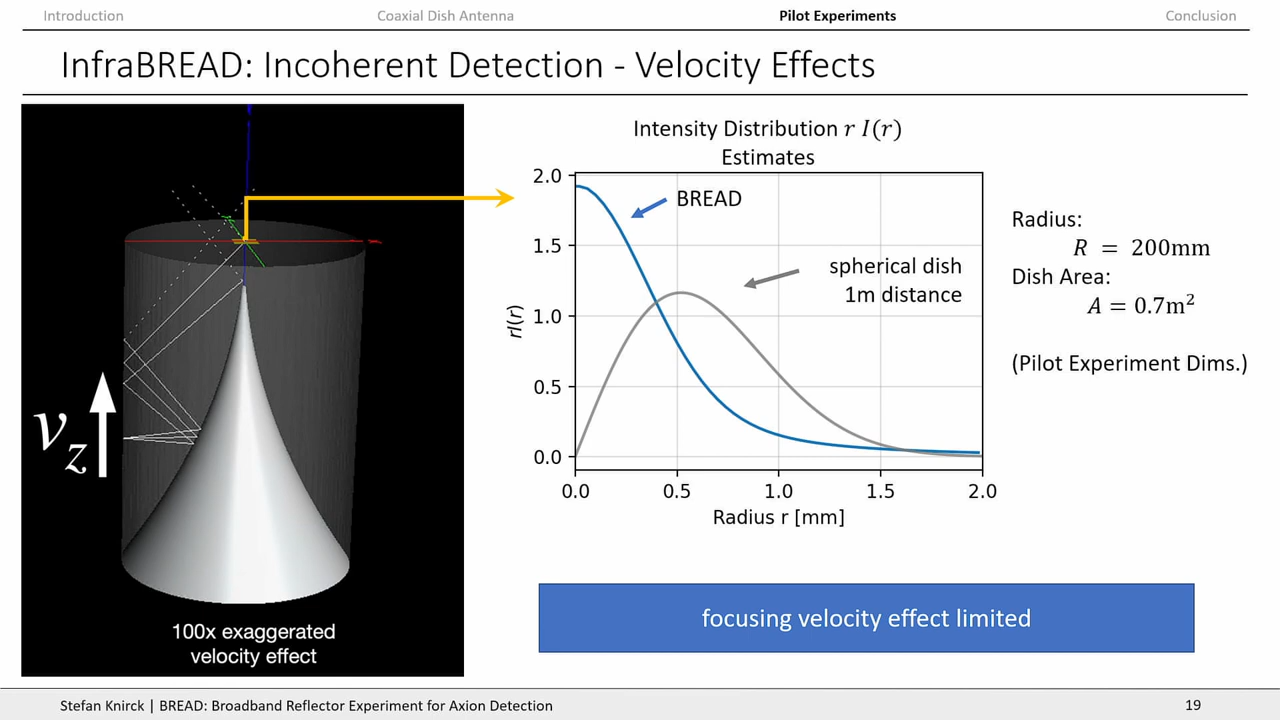 Introduction
Coaxial Dish Antenna
Pilot Experiments
Conclusion
InfraBREAD: Incoherent Detection - Velocity Effects
v_z
100x exaggerated
velocity effect
Intensity Distribution r I(r)
Estimates
rI(r)
2.0
1.5
1.0
0.5
0.0
BREAD
spherical dish
1m distance
0.0 0.5 1.0 1.5 2.0
Radius r [mm]
Radius:
R = 200mm
Dish Area:
A = 0.7m²
(Pilot Experiment Dims.)
focusing velocity effect limited
Stefan Knirck | BREAD: Broadband Reflector Experiment for Axion Detection
19